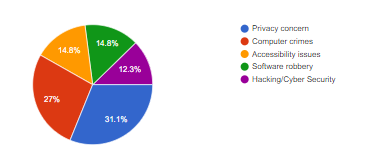 14.8%
14.8%
12.3%
27%
31.1%
Privacy concern
Computer crimes
Accessibility issues
Software robbery
Hacking/Cyber Security